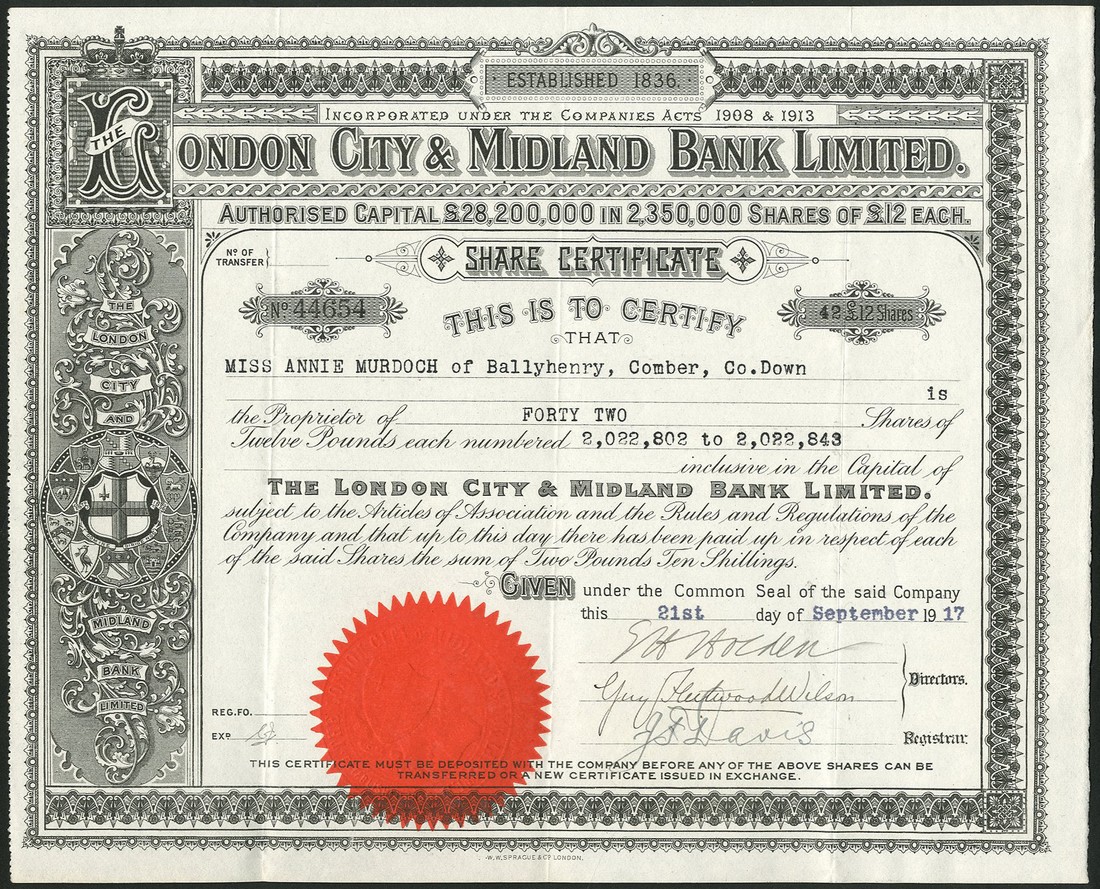 ESTABLISHED 1836.
INCORPORATED UNDER THE COMPANIES ACTS 1908 & 1913
THE LONDON CITY & MIDLAND BANK LIMITED.
AUTHORISED CAPITAL £28,200,000 IN 2,350,000 SHARES OF £12 EACH.
Nº OF
TRANSFER
SHARE CERTIFICATE
Nº 44654
42 £12 Shares
THIS IS TO CERTIFY
THAT
MISS ANNIE MURDOCH of Ballyhenry, Comber, Co.Down
is
the Proprietor of FORTY TWO Shares of
Twelve Pounds each numbered 2,022,802 to 2,022,843
inclusive in the Capital of
THE LONDON CITY & MIDLAND BANK LIMITED.
subject to the Articles of Association and the Rules and Regulations of the
Company and that up to this day there has been paid up in respect of each
of the said Shares the sum of Two Pounds Ten Shillings.
GIVEN under the Common Seal of the said Company
this 21st day of September 1917
E H Holden
Guy Fleetwood Wilson
Directors.
J F Davis
Registrar.
REG. FO.
EXD
THIS CERTIFICATE MUST BE DEPOSITED WITH THE COMPANY BEFORE ANY OF THE ABOVE SHARES CAN BE
TRANSFERRED OR A NEW CERTIFICATE ISSUED IN EXCHANGE.
THE
LONDON
CITY
AND
MIDLAND
BANK
LIMITED
W.W. SPRAGUE & Cº LONDON.